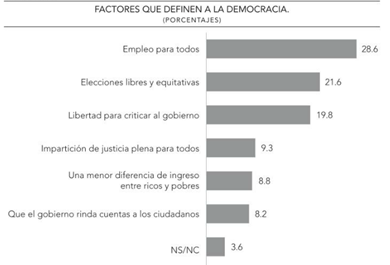 FACTORES QUE DEFINEN A LA DEMOCRACIA.
(PORCENTAJES)
Empleo para todos 28.6
Elecciones libres y equitativas 21.6
Libertad para criticar al gobierno 19.8
Impartición de justicia plena para todos 9.3
Una menor diferencia de ingreso
entre ricos y pobres 8.8
Que el gobierno rinda cuentas a los ciudadanos 8.2
NS/NC 3.6